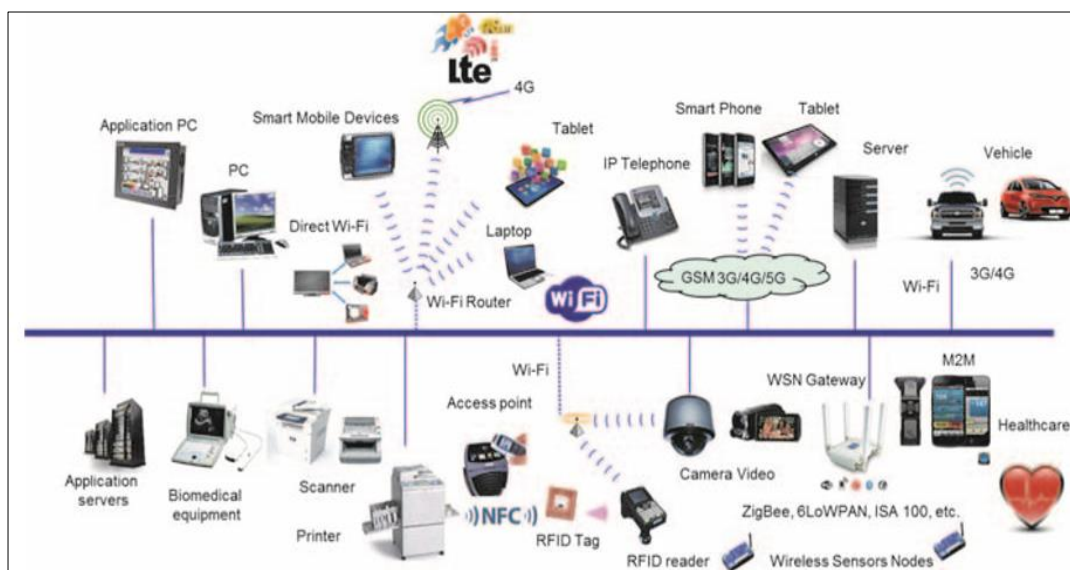 Lte
4G
Smart Mobile Devices
Application PC
PC
Direct Wi-Fi
Tablet
Laptop
Wi-Fi Router
Wi Fi
IP Telephone
Smart Phone
Tablet
GSM 3G/4G/5G
Server
Vehicle
Wi-Fi
3G/4G
Application
servers
Biomedical
equipment
Scanner
Printer
Wi-Fi
Access point
NFC
RFID Tag
RFID reader
Camera Video
WSN Gateway
M2M
Healthcare
ZigBee, 6LoWPAN, ISA 100, etc.
Wireless Sensors Nodes